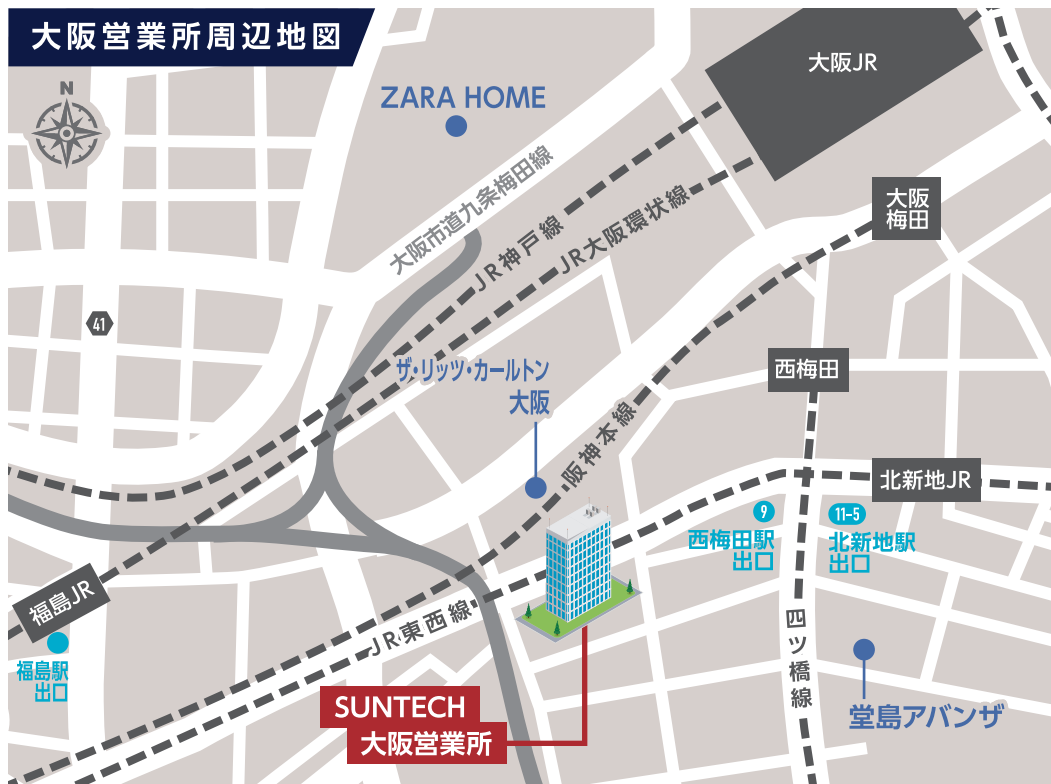 大阪営業所周辺地図
N
ZARA HOME
大阪JR
大阪市道九条梅田線
JR神戸線
JR大阪環状線
大阪
梅田
41
ザ・リッツ・カールトン
大阪
西梅田
阪神本線
北新地JR
9
西梅田駅
出口
11-5
北新地駅
出口
福島JR
福島駅
出口
JR東西線
四ツ橋線
堂島アバンザ
SUNTECH
大阪営業所